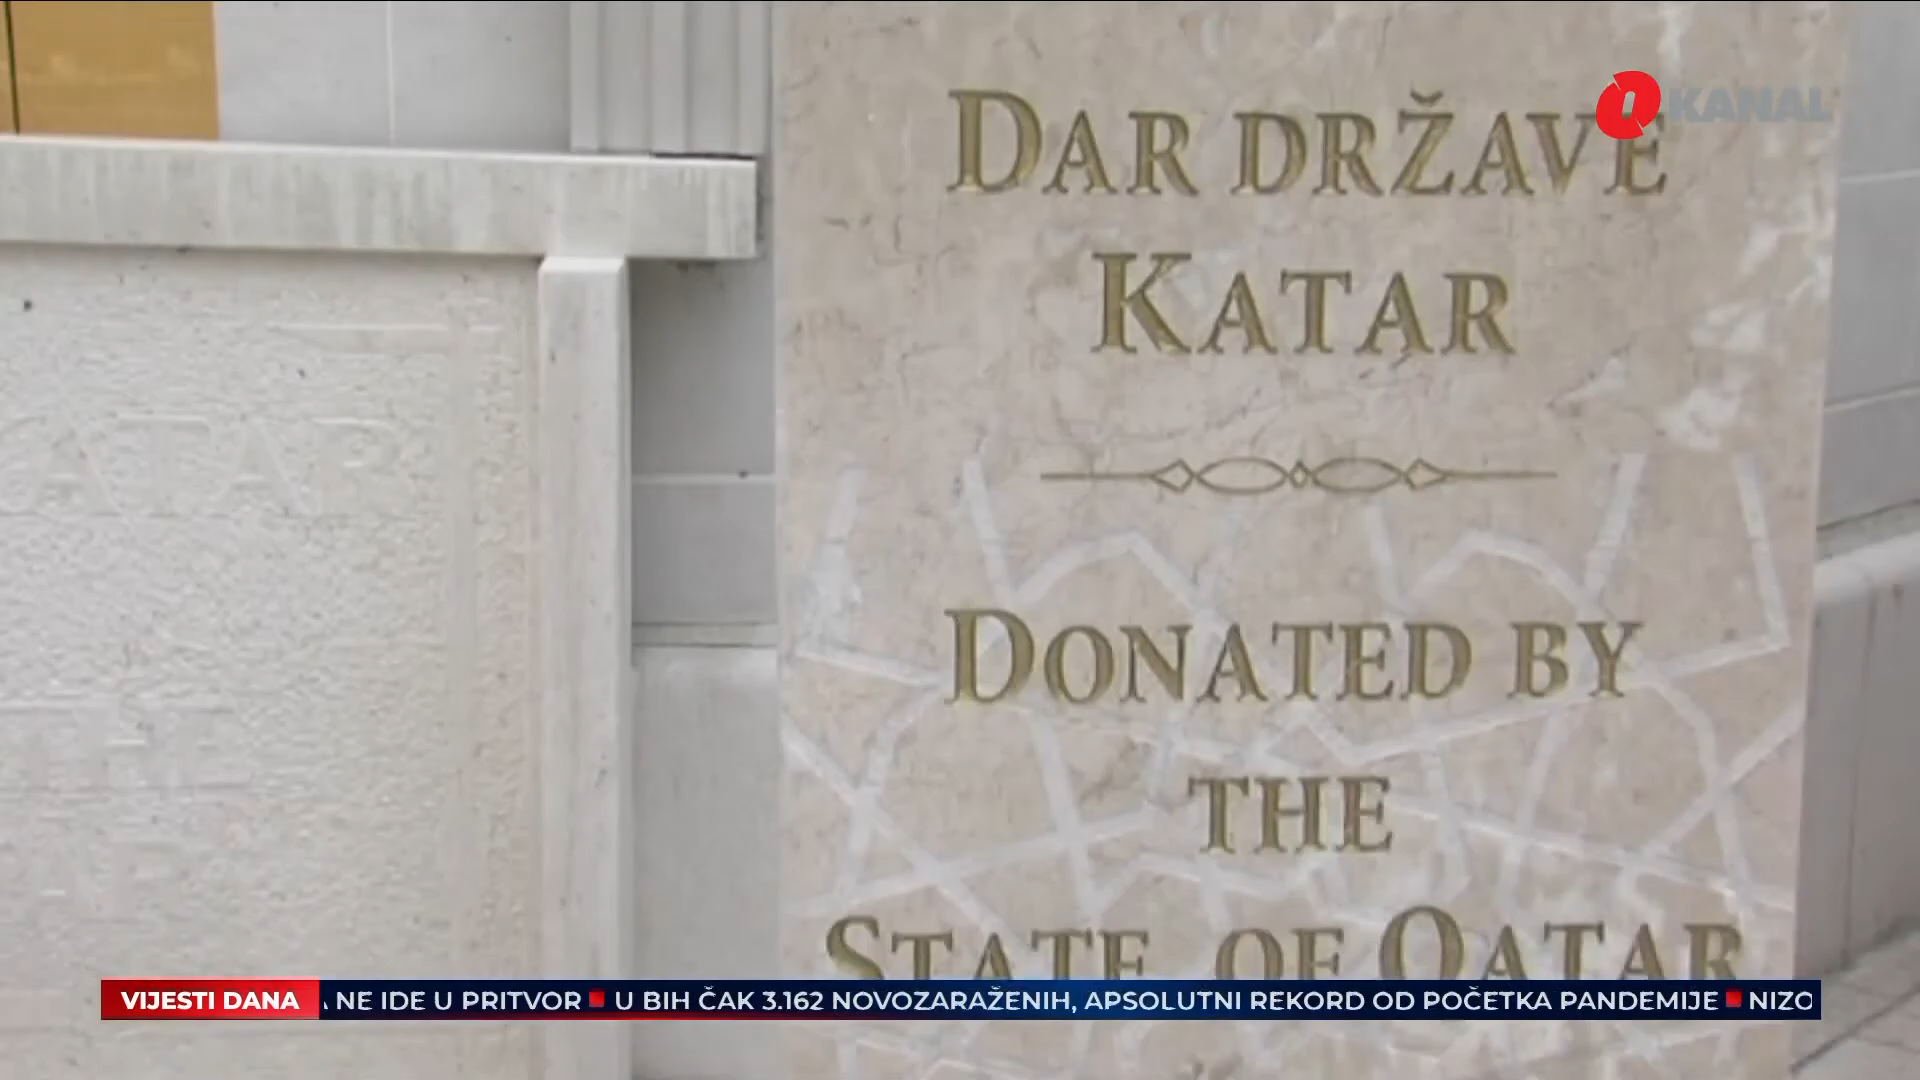 O KANAL
DAR DRŽAVE
KATAR
DONATED BY
THE
STATE OF QATAR
ATAR
VIJESTI DANA
NE IDE U PRITVOR ■ U BIH ČAK 3.162 NOVOZARAŽENIH, APSOLUTNI REKORD OD POČETKA PANDEMIJE ■